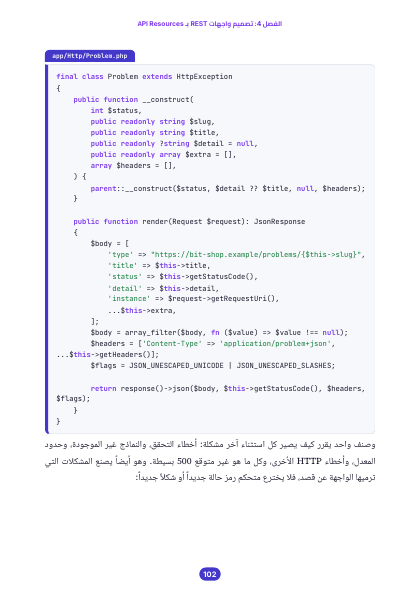 الفصل 4: تصميم واجهات REST بـ API Resources
app/Http/Problem.php
final class Problem extends HttpException
{
    public function __construct(
        int $status,
        public readonly string $slug,
        public readonly string $title,
        public readonly ?string $detail = null,
        public readonly array $extra = [],
        array $headers = [],
    ) {
        parent::__construct($status, $detail ?? $title, null, $headers);
    }
    public function render(Request $request): JsonResponse
    {
        $body = [
            'type' => "https://bit-shop.example/problems/{$this->slug}",
            'title' => $this->title,
            'status' => $this->getStatusCode(),
            'detail' => $this->detail,
            'instance' => $request->getRequestUri(),
            ...$this->extra,
        ];
        $body = array_filter($body, fn ($value) => $value !== null);
        $headers = ['Content-Type' => 'application/problem+json',
...$this->getHeaders()];
        $flags = JSON_UNESCAPED_UNICODE | JSON_UNESCAPED_SLASHES;
        return response()->json($body, $this->getStatusCode(), $headers,
$flags);
    }
}
وصنف واحد يقرر كيف يصير كل استثناء آخر مشكلة: أخطاء التحقق، والنماذج غير الموجودة، وحدود
المعدل، وأخطاء HTTP الأخرى، وكل ما هو غير متوقع 500 بسيطة. وهو أيضاً يصنع المشكلات التي
ترميها الواجهة عن قصد، فلا يخترع متحكم رمز حالة جديداً أو شكلاً جديداً:
102